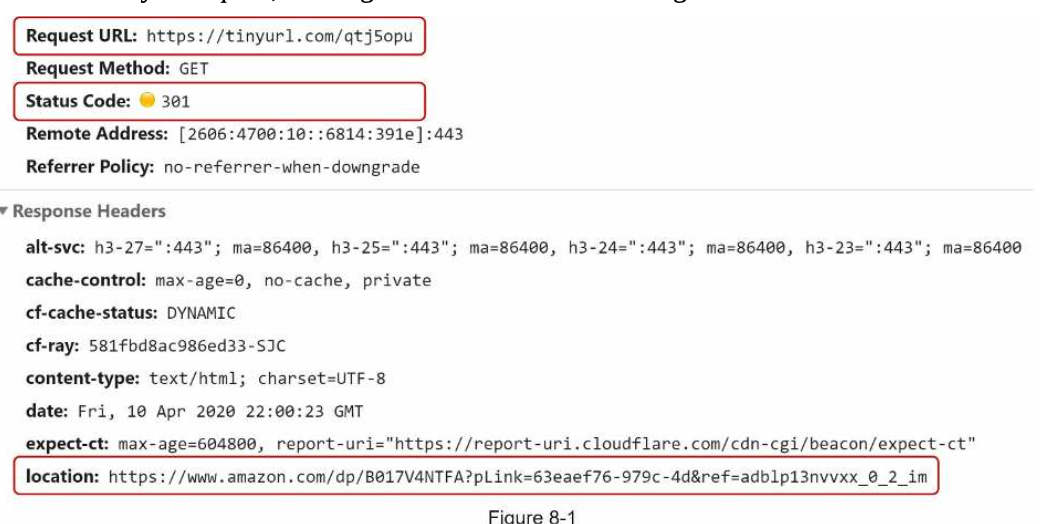 Request URL: https://tinyurl.com/qtj5opu
Request Method: GET
Status Code: 301
Remote Address: [2606:4700:10::6814:391e]:443
Referrer Policy: no-referrer-when-downgrade
Response Headers
alt-svc: h3-27=":443"; ma=86400, h3-25=":443"; ma=86400, h3-24=":443"; ma=86400, h3-23=":443"; ma=86400
cache-control: max-age=0, no-cache, private
cf-cache-status: DYNAMIC
cf-ray: 581fbd8ac986ed33-SJC
content-type: text/html; charset=UTF-8
date: Fri, 10 Apr 2020 22:00:23 GMT
expect-ct: max-age=604800, report-uri="https://report-uri.cloudflare.com/cdn-cgi/beacon/expect-ct"
location: https://www.amazon.com/dp/B017V4NTFA?pLink=63eaef76-979c-4d&ref=adblp13nvvxx_0_2_im
Figure 8-1